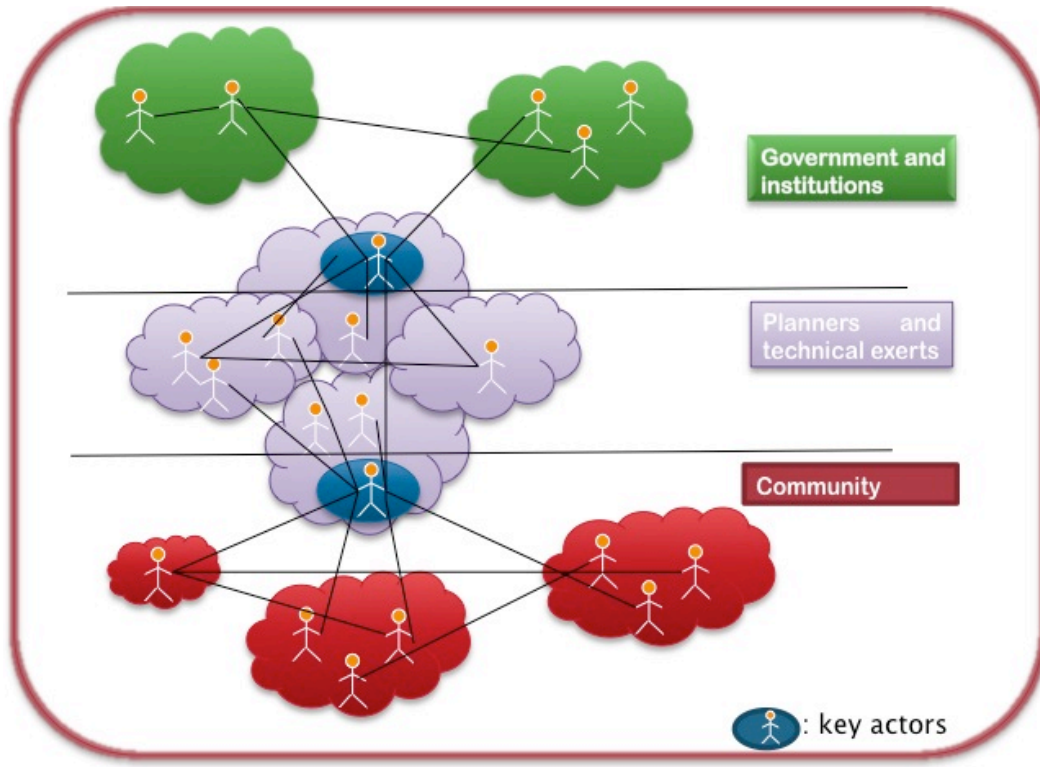 Government and
institutions
Planners and
technical exerts
Community
: key actors